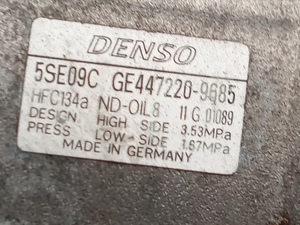 DENSO
5SE09C GE447220-9685
HFC134a ND-OIL8 11 G 01089
DESIGN HIGH SIDE 3.53MPa
PRESS LOW-SIDE 1.67MPa
MADE IN GERMANY